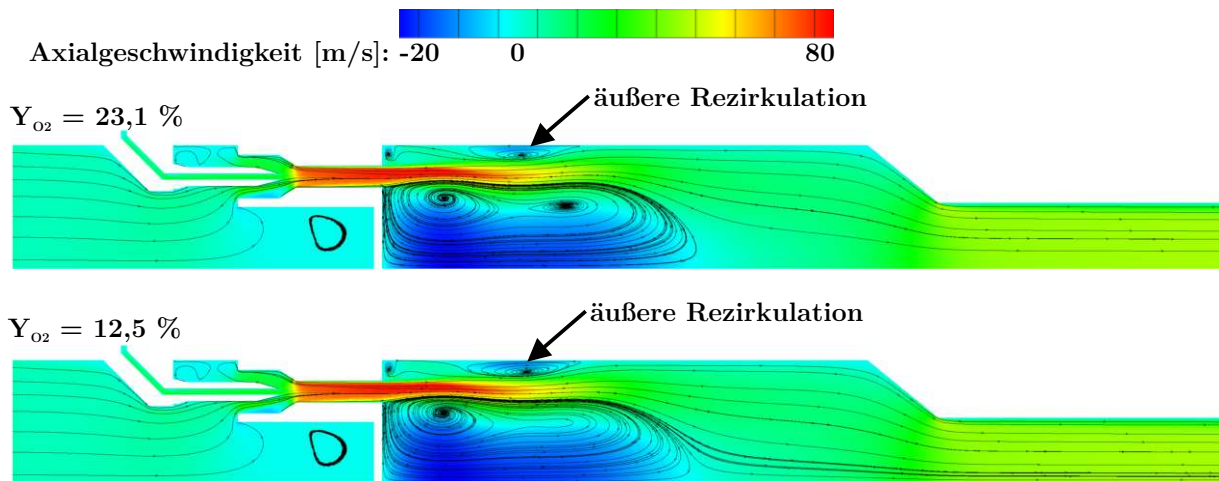 Axialgeschwindigkeit [m/s]: -20 0 80
äußere Rezirkulation
Y_O2 = 23,1 %
äußere Rezirkulation
Y_O2 = 12,5 %